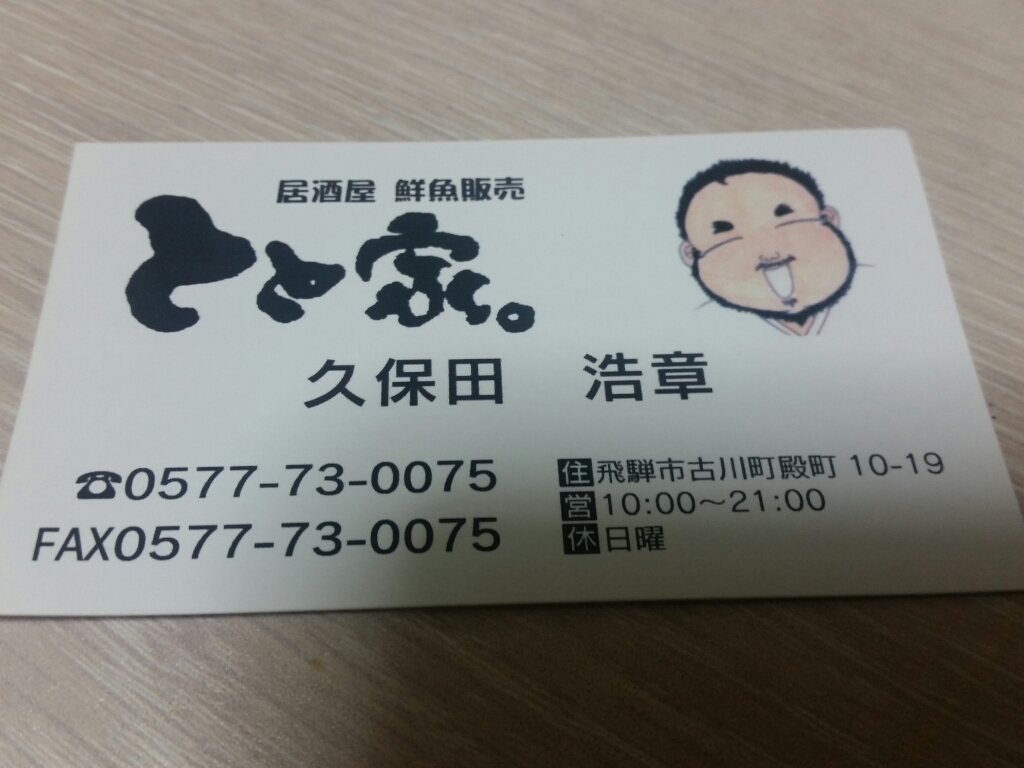 居酒屋 鮮魚販売
とと家。
久保田 浩章
☎0577-73-0075
FAX0577-73-0075
住飛騨市古川町殿町 10-19
営10:00～21:00
休日曜